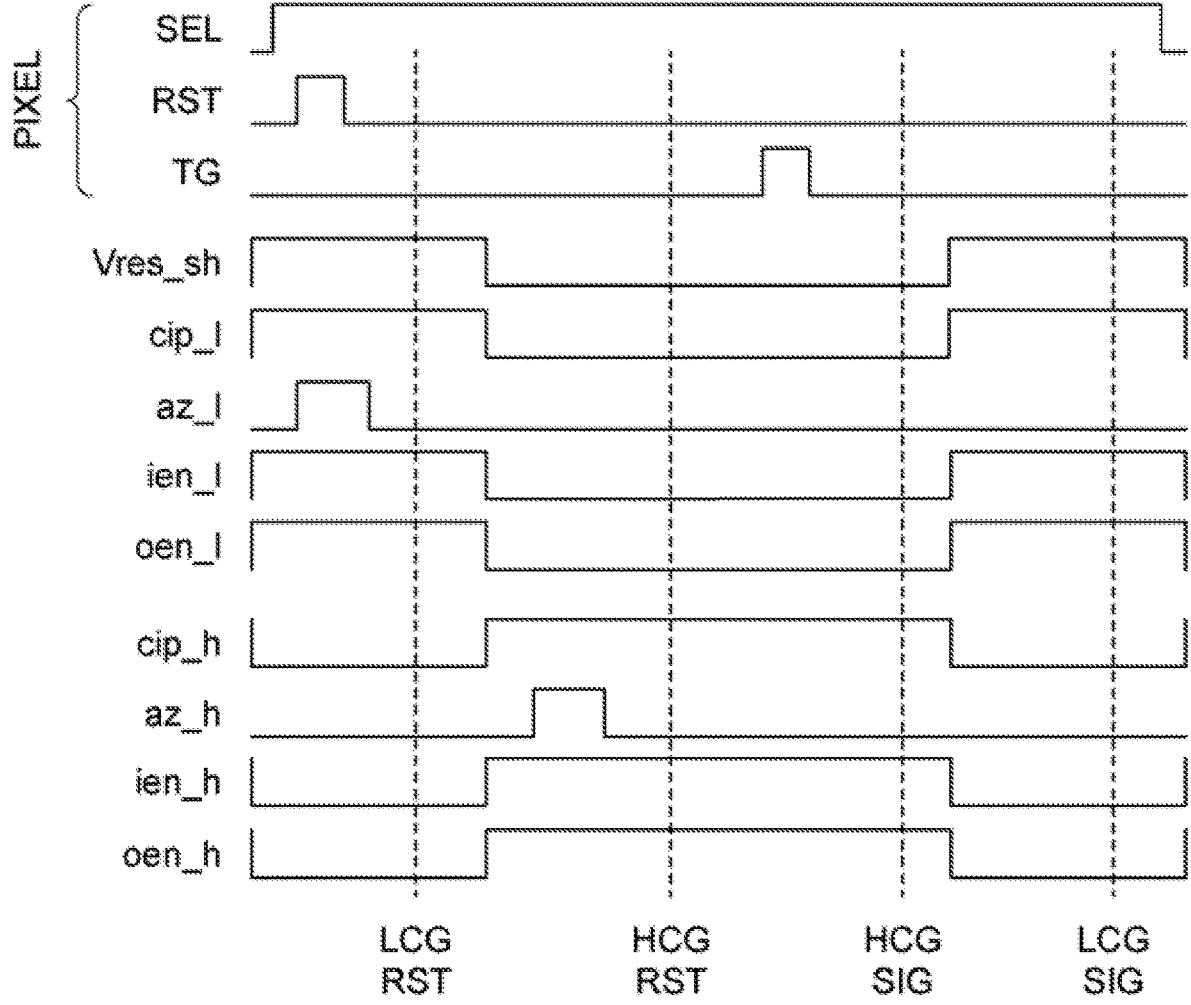 PIXEL
SEL
RST
TG
Vres_sh
cip_l
az_l
ien_l
oen_l
cip_h
az_h
ien_h
oen_h
LCG RST
HCG RST
HCG SIG
LCG SIG